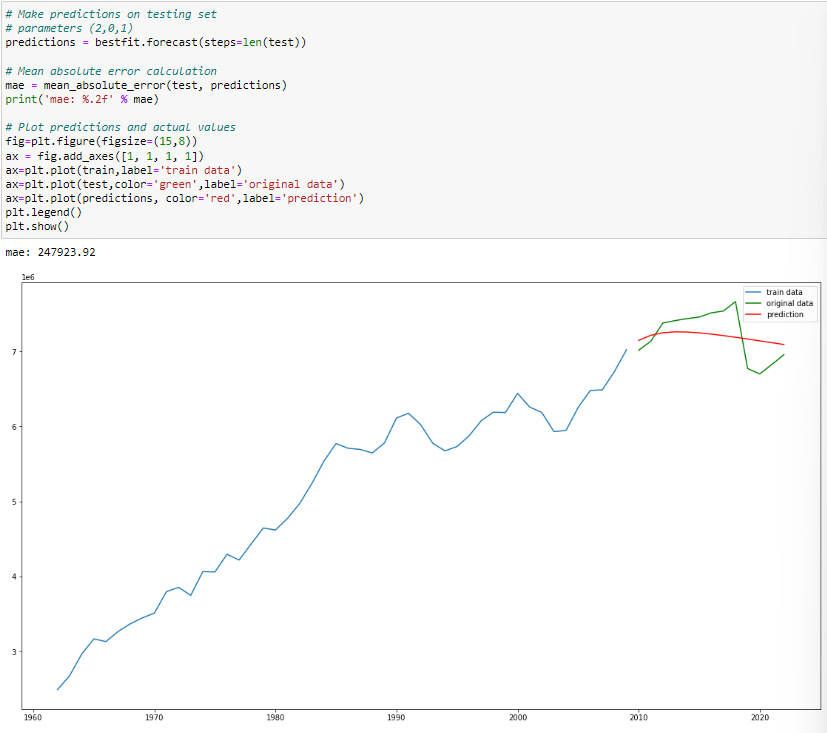 # Make predictions on testing set
# parameters (2,0,1)
predictions = bestfit.forecast(steps=len(test))
# Mean absolute error calculation
mae = mean_absolute_error(test, predictions)
print('mae: %.2f' % mae)
# Plot predictions and actual values
fig=plt.figure(figsize=(15,8))
ax = fig.add_axes([1, 1, 1, 1])
ax=plt.plot(train,label='train data')
ax=plt.plot(test,color='green',label='original data')
ax=plt.plot(predictions, color='red',label='prediction')
plt.legend()
plt.show()
mae: 247923.92
1e6
train data
original data
prediction
7
6
5
4
3
1960 1970 1980 1990 2000 2010 2020